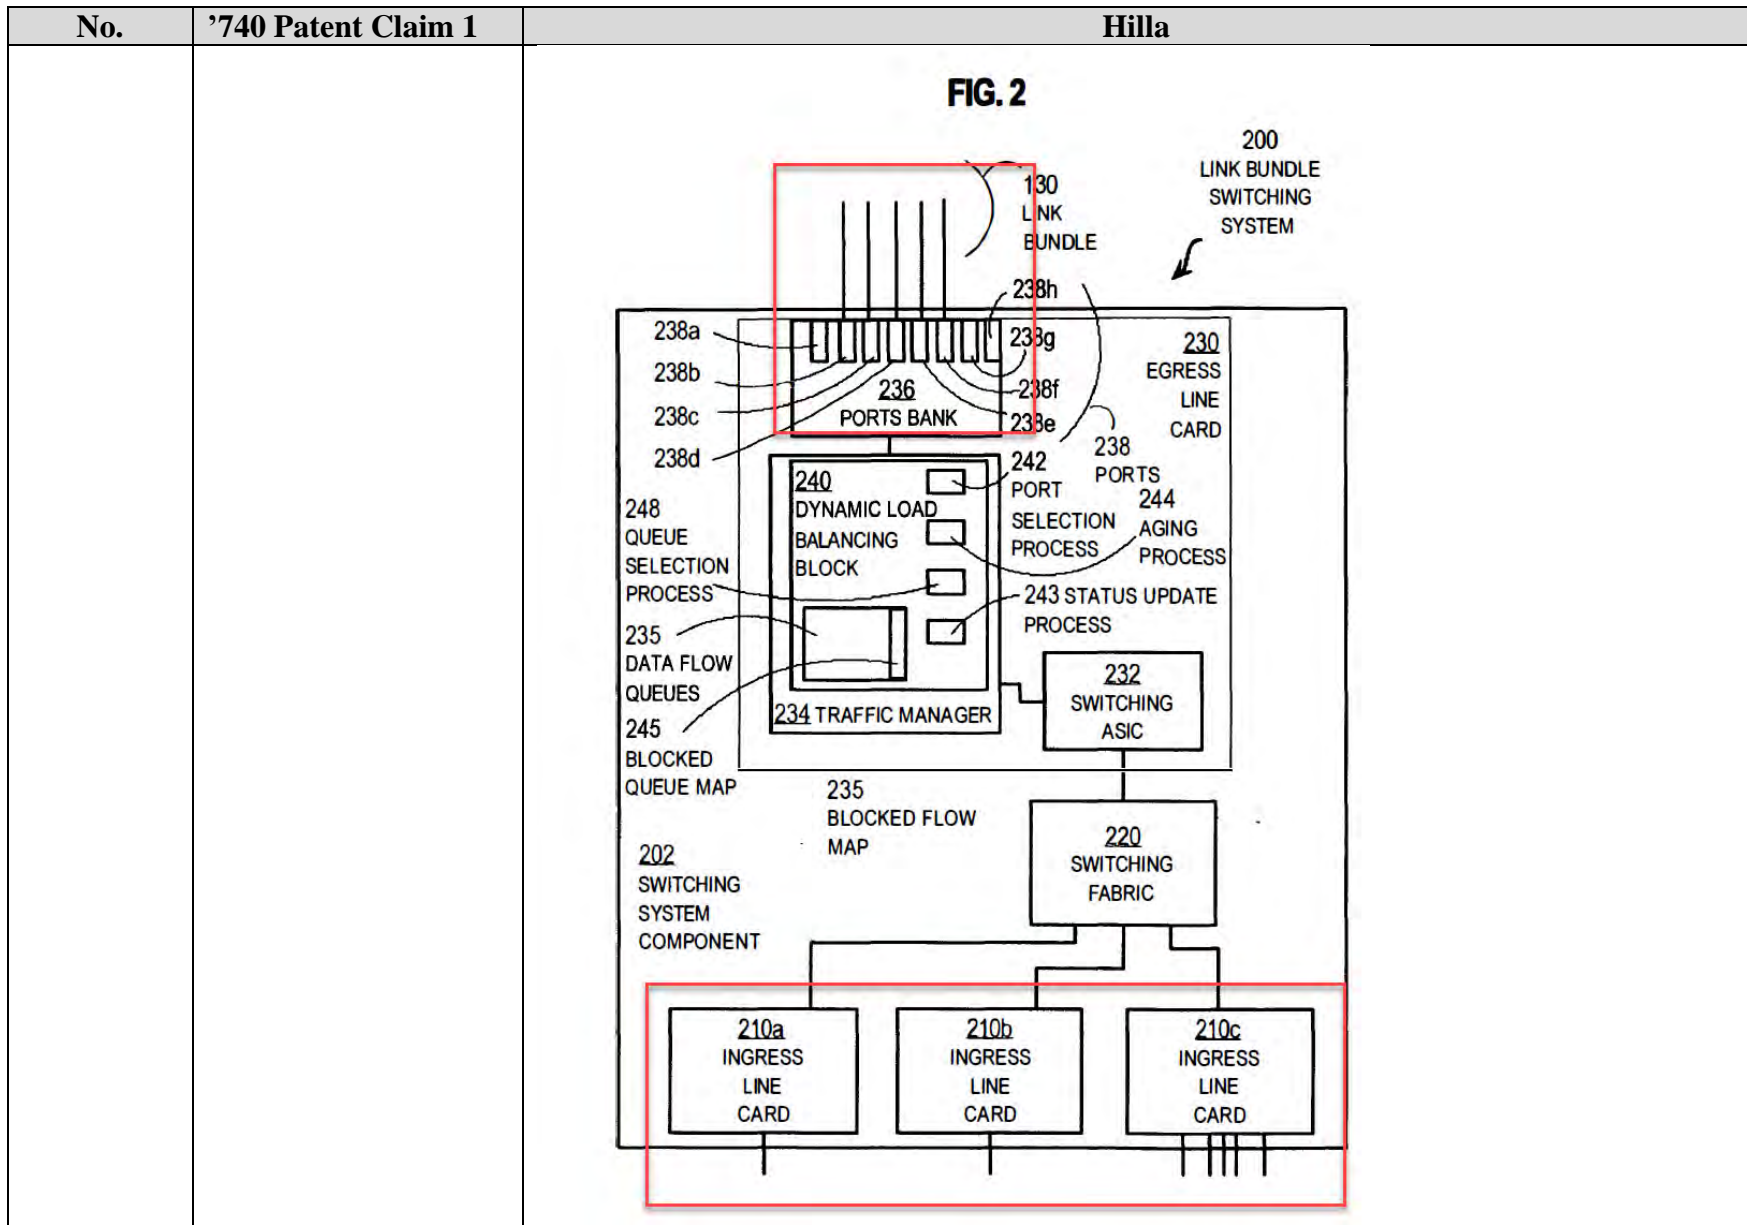 No.
’740 Patent Claim 1
Hilla
FIG. 2
200
LINK BUNDLE
SWITCHING
SYSTEM
130
LINK
BUNDLE
238h
238a
238g
230
EGRESS
LINE
CARD
238b
236
PORTS BANK
238f
238c
238e
238d
238
PORTS
242
PORT
SELECTION
PROCESS
240
DYNAMIC LOAD
BALANCING
BLOCK
244
AGING
PROCESS
248
QUEUE
SELECTION
PROCESS
243 STATUS UPDATE
PROCESS
235
DATA FLOW
QUEUES
232
SWITCHING
ASIC
234 TRAFFIC MANAGER
245
BLOCKED
QUEUE MAP
235
BLOCKED FLOW
MAP
220
SWITCHING
FABRIC
202
SWITCHING
SYSTEM
COMPONENT
210a
INGRESS
LINE
CARD
210b
INGRESS
LINE
CARD
210c
INGRESS
LINE
CARD